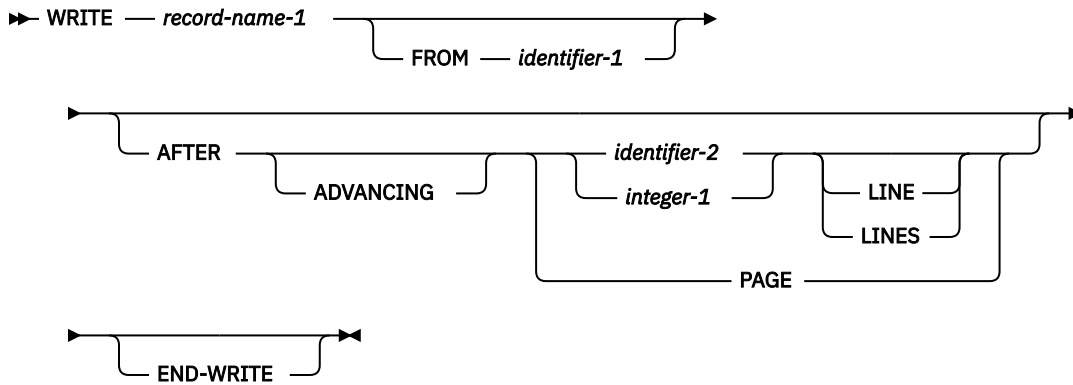 WRITE record-name-1
FROM identifier-1
AFTER identifier-2
ADVANCING integer-1 LINE
LINES
PAGE
END-WRITE